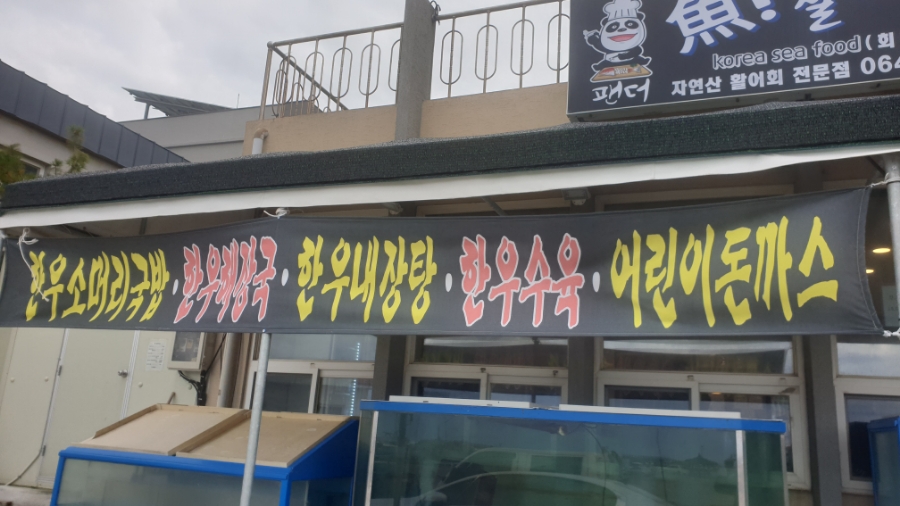 魚!
korea sea food(회
팬더
자연산 활어회 전문점 064
한우소머리국밥·한우해장국·한우내장탕·한우수육·어린이돈까스